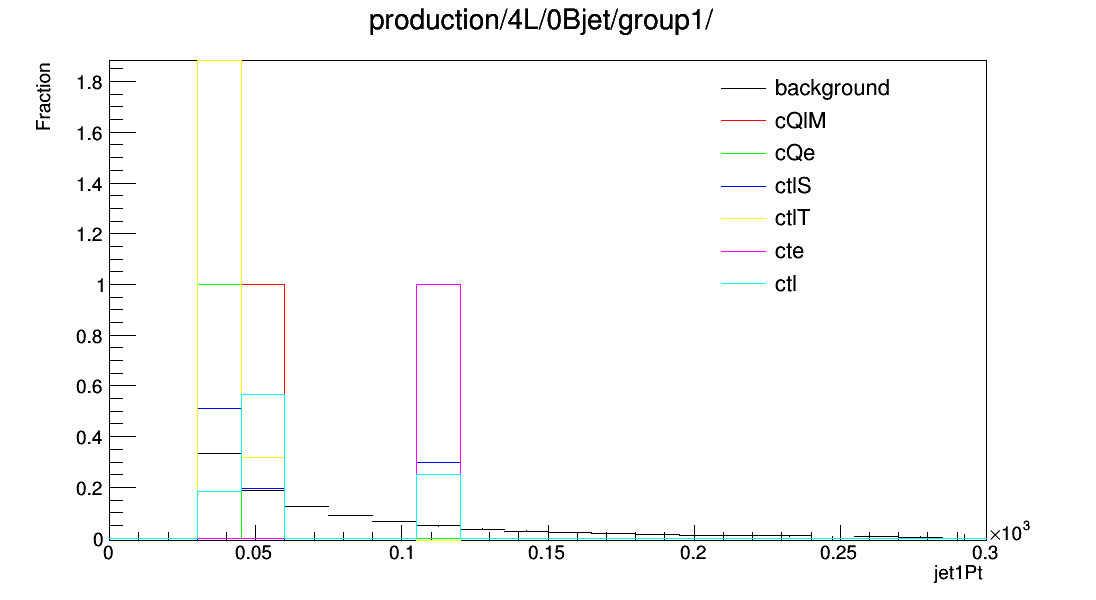 production/4L/0Bjet/group1/
Fraction
1.8
1.6
1.4
1.2
1
0.8
0.6
0.4
0.2
0
background
cQlM
cQe
ctlS
ctlT
cte
ctl
0 0.05 0.1 0.15 0.2 0.25 0.3
×10³
jet1Pt